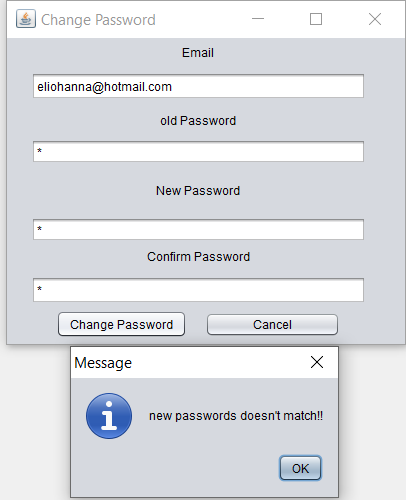 Change Password
Email
eliohanna@hotmail.com
old Password
*
New Password
*
Confirm Password
*
Change Password Cancel
Message
new passwords doesn't match!!
OK